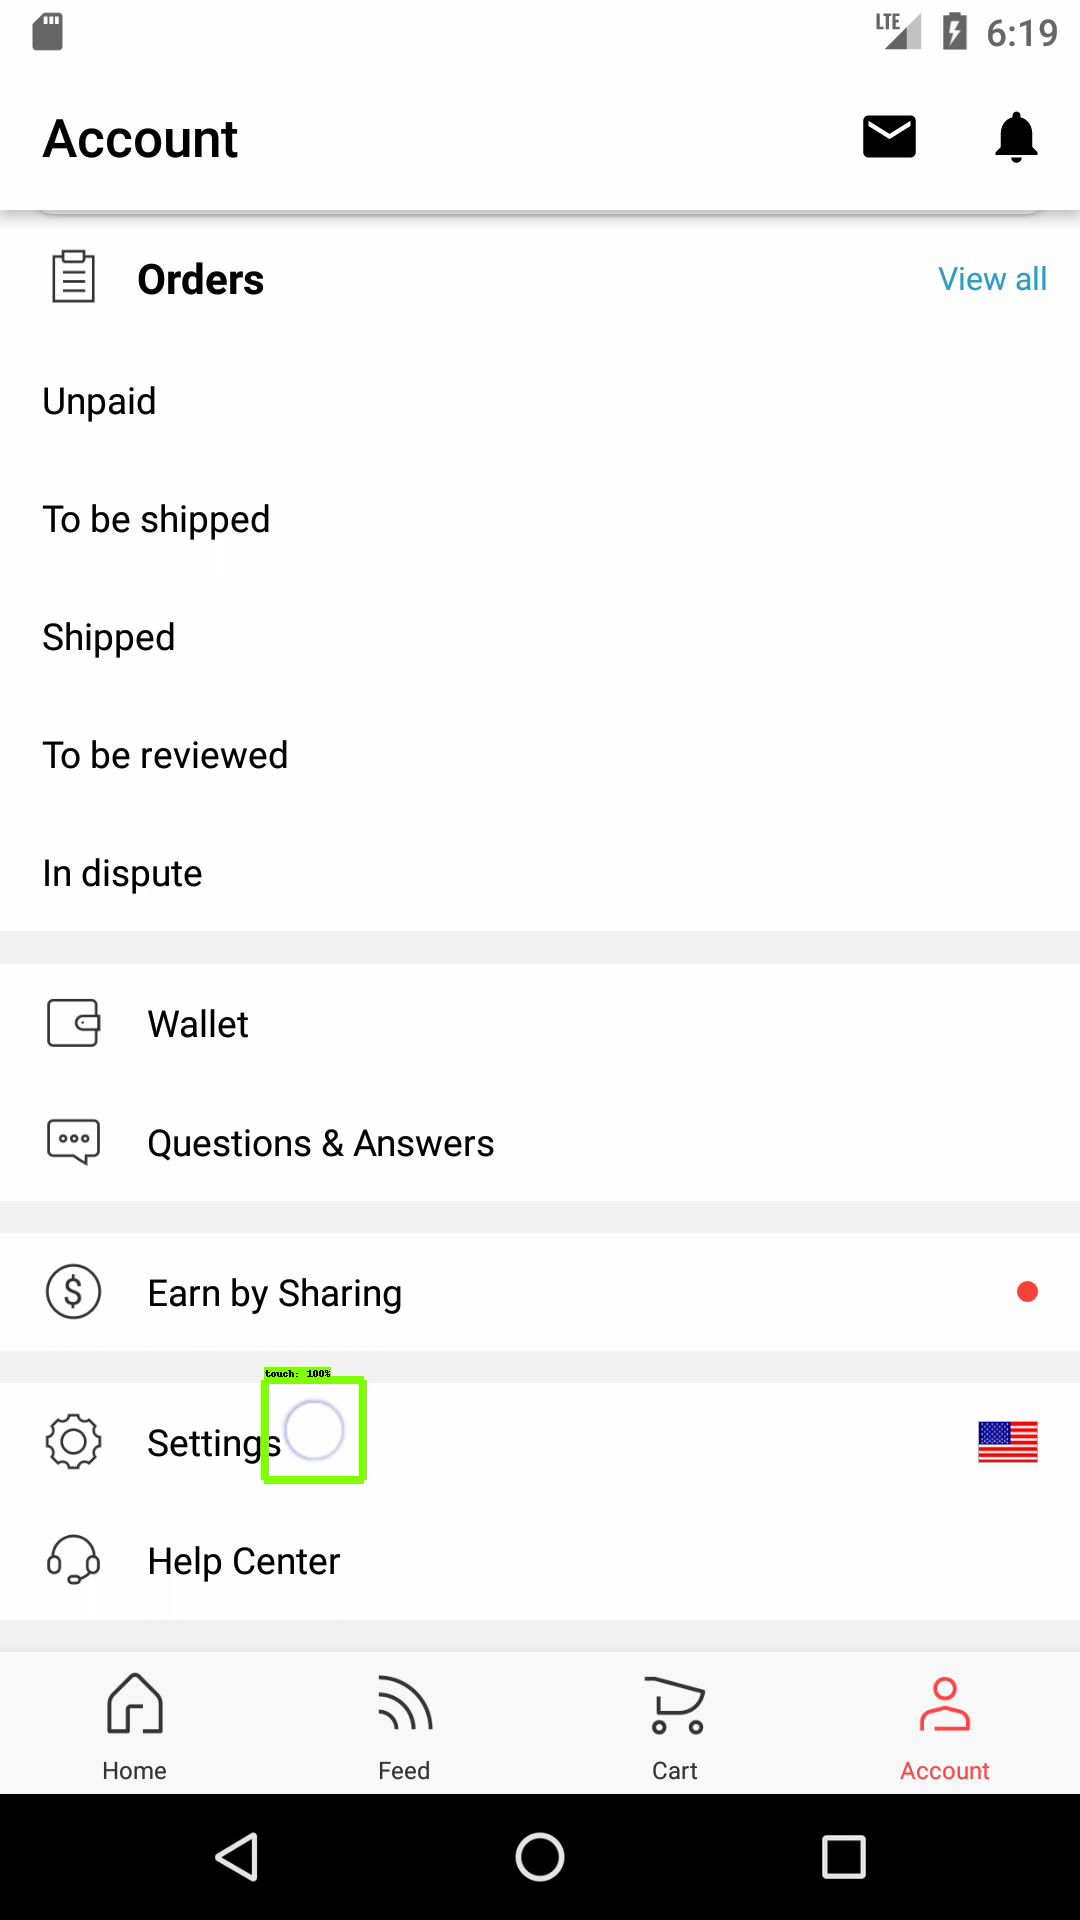 LTE 6:19
Account
Orders View all
Unpaid
To be shipped
Shipped
To be reviewed
In dispute
Wallet
Questions & Answers
$ Earn by Sharing
touch: 100%
Settings
Help Center
Home Feed Cart Account